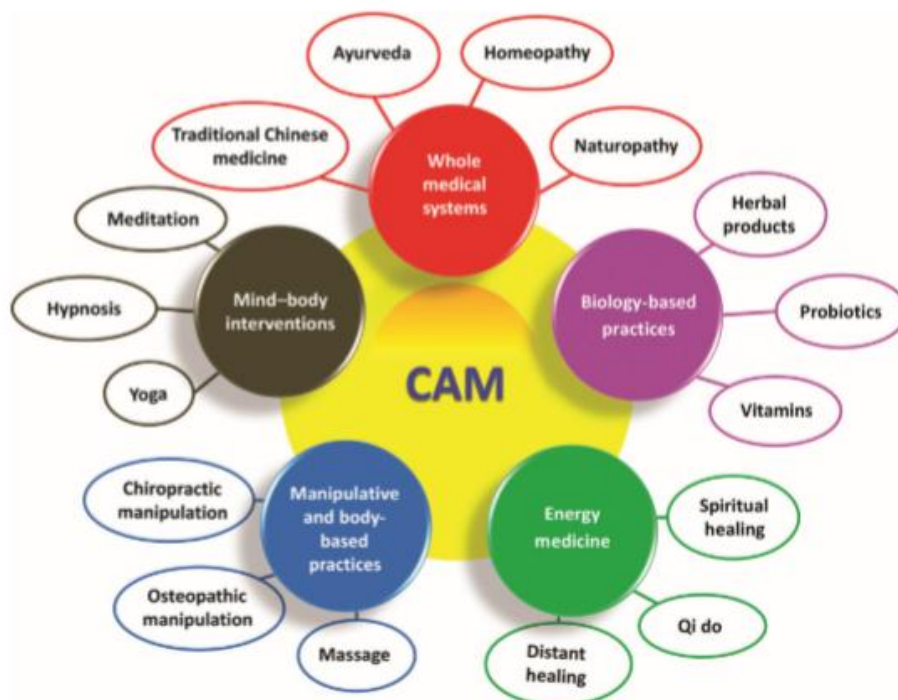 Ayurveda
Homeopathy
Traditional Chinese
medicine
Whole
medical
systems
Naturopathy
Meditation
Hypnosis
Yoga
Mind–body
interventions
Herbal
products
Biology-based
practices
Probiotics
Vitamins
CAM
Chiropractic
manipulation
Osteopathic
manipulation
Massage
Manipulative
and body-
based
practices
Energy
medicine
Spiritual
healing
Qi do
Distant
healing